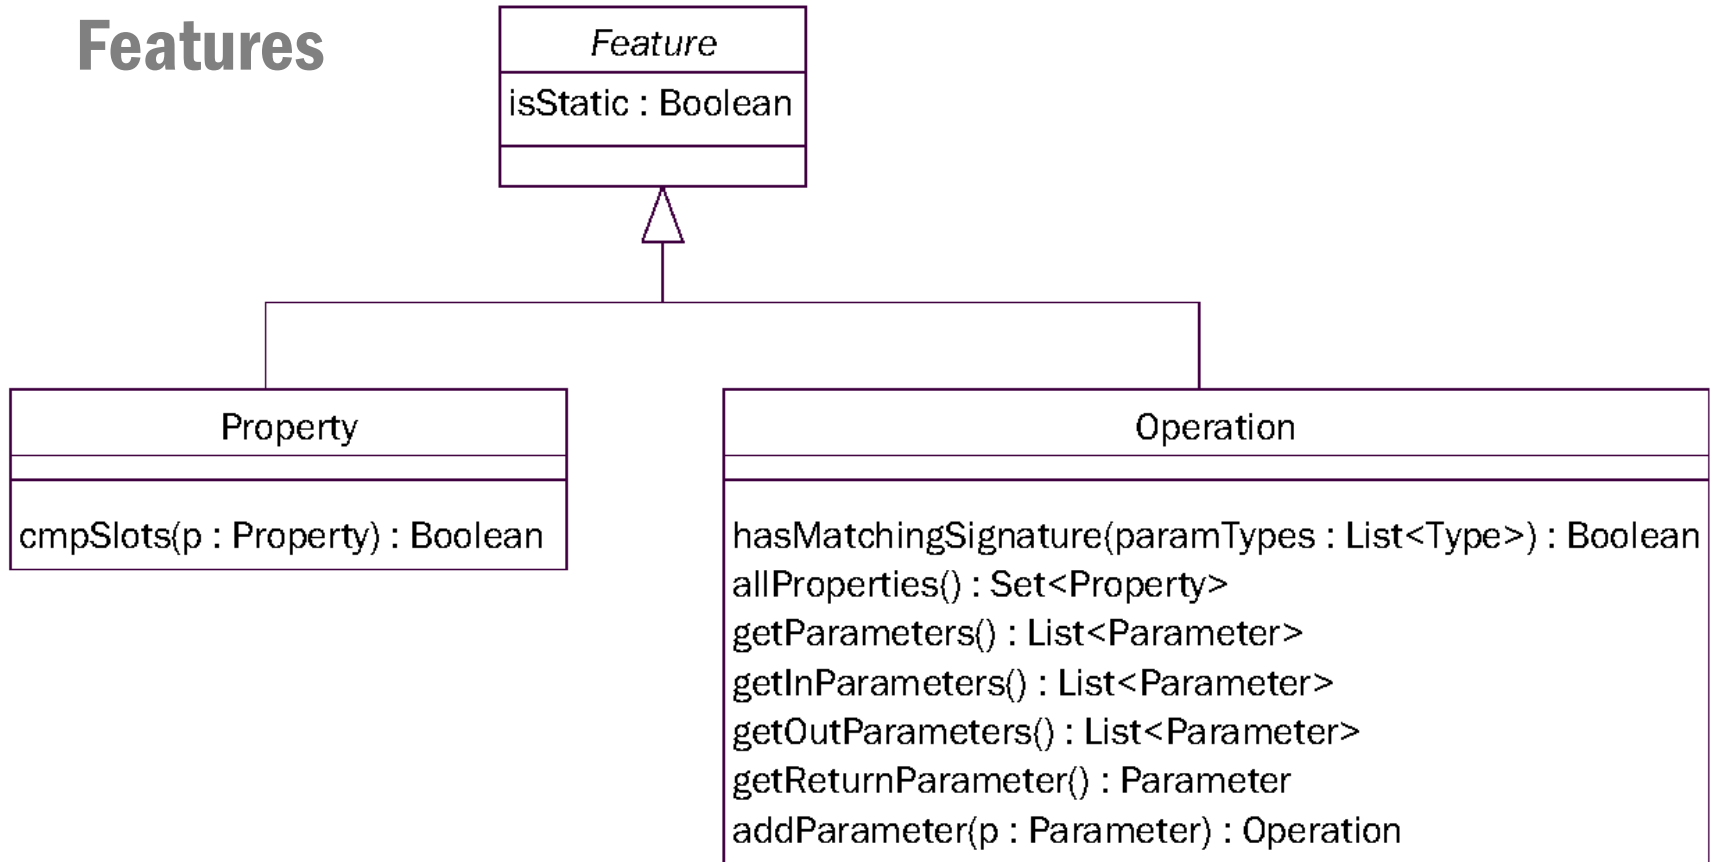 Features
Feature
isStatic : Boolean
Property
cmpSlots(p : Property) : Boolean
Operation
hasMatchingSignature(paramTypes : List<Type>) : Boolean
allProperties() : Set<Property>
getParameters() : List<Parameter>
getInParameters() : List<Parameter>
getOutParameters() : List<Parameter>
getReturnParameter() : Parameter
addParameter(p : Parameter) : Operation